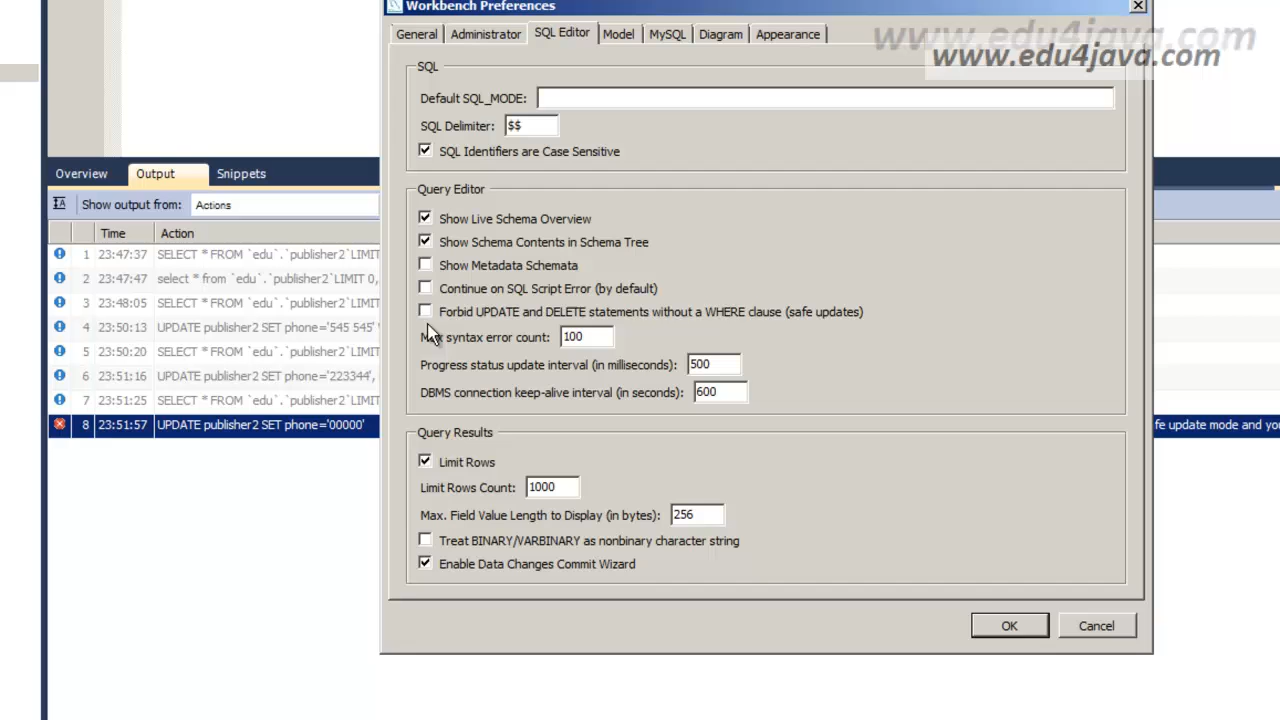 Workbench Preferences
General Administrator SQL Editor Model MySQL Diagram Appearance
www.edu4java.com
www.edu4java.com
SQL
Default SQL_MODE:
SQL Delimiter: $$
SQL Identifiers are Case Sensitive
Query Editor
Show Live Schema Overview
Show Schema Contents in Schema Tree
Show Metadata Schemata
Continue on SQL Script Error (by default)
Forbid UPDATE and DELETE statements without a WHERE clause (safe updates)
syntax error count: 100
Progress status update interval (in milliseconds): 500
DBMS connection keep-alive interval (in seconds): 600
Query Results
Limit Rows
Limit Rows Count: 1000
Max. Field Value Length to Display (in bytes): 256
Treat BINARY/VARBINARY as nonbinary character string
Enable Data Changes Commit Wizard
OK Cancel
Overview Output Snippets
Show output from: Actions
Time Action
1 23:47:37 SELECT * FROM `edu`.`publisher2`LIMIT
2 23:47:47 select * from `edu`.`publisher2`LIMIT 0,
3 23:48:05 SELECT * FROM `edu`.`publisher2`LIMIT
4 23:50:13 UPDATE publisher2 SET phone='545 545'
5 23:50:20 SELECT * FROM `edu`.`publisher2`LIMIT
6 23:51:16 UPDATE publisher2 SET phone='223344',
7 23:51:25 SELECT * FROM `edu`.`publisher2`LIMIT
8 23:51:57 UPDATE publisher2 SET phone='00000' fe update mode and you